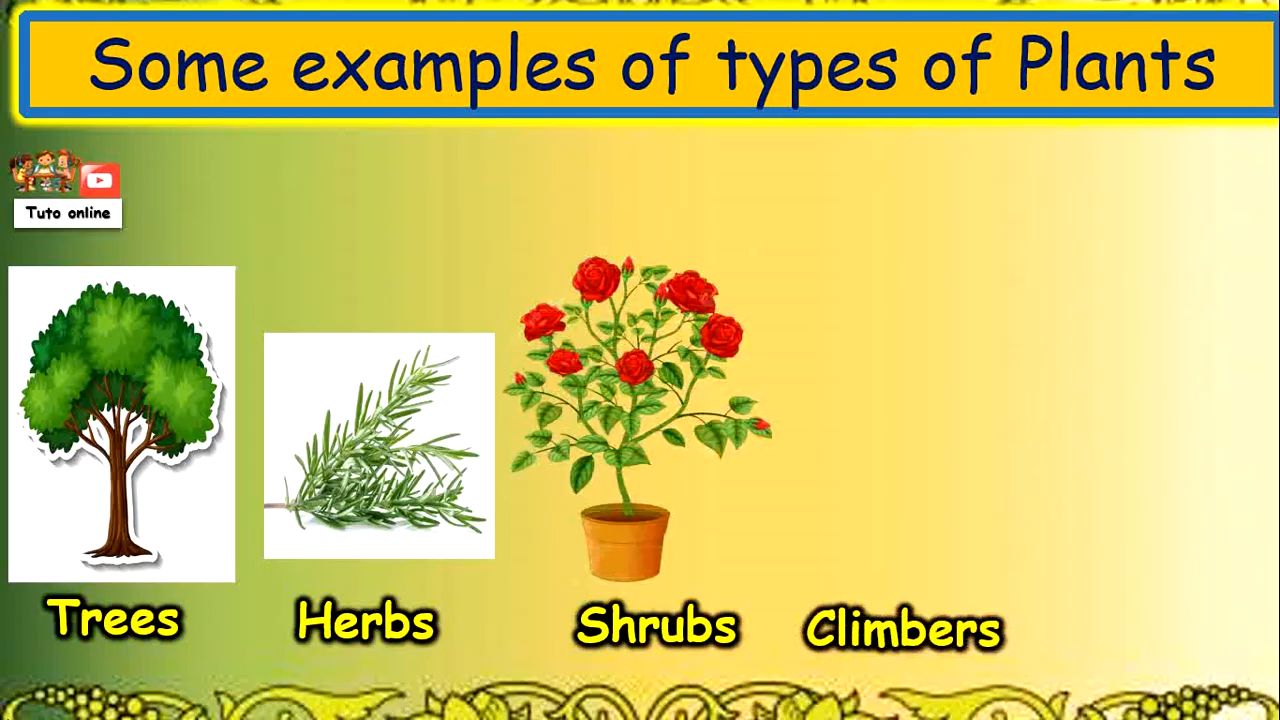 Some examples of types of Plants
Tuto online
Trees
Herbs
Shrubs
Climbers